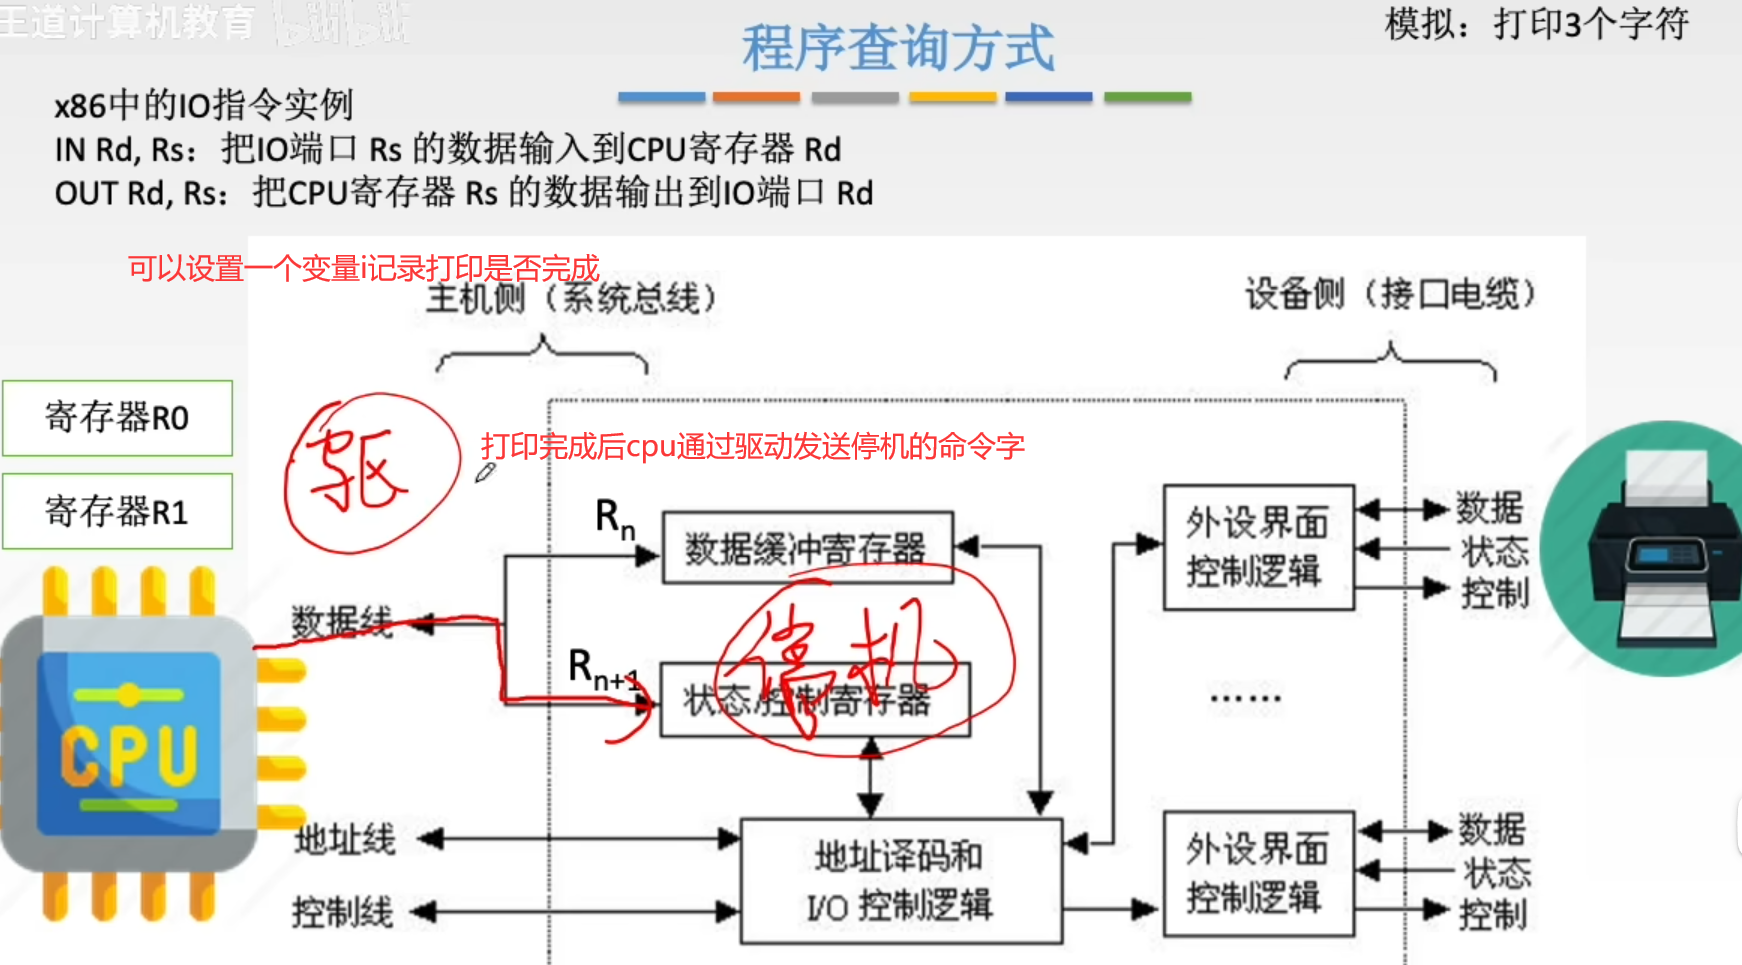 王道计算机教育 bilibili
模拟：打印3个字符
程序查询方式
x86中的IO指令实例
IN Rd, Rs：把IO端口 Rs 的数据输入到CPU寄存器 Rd
OUT Rd, Rs：把CPU寄存器 Rs 的数据输出到IO端口 Rd
可以设置一个变量i记录打印是否完成
主机侧（系统总线）
设备侧（接口电缆）
寄存器R0
驱
打印完成后cpu通过驱动发送停机的命令字
寄存器R1
Rn
数据缓冲寄存器
外设界面
控制逻辑
数据
状态
控制
数据线
停机
Rn+1
状态/控制寄存器
……
CPU
地址线
控制线
地址译码和
I/O 控制逻辑
外设界面
控制逻辑
数据
状态
控制